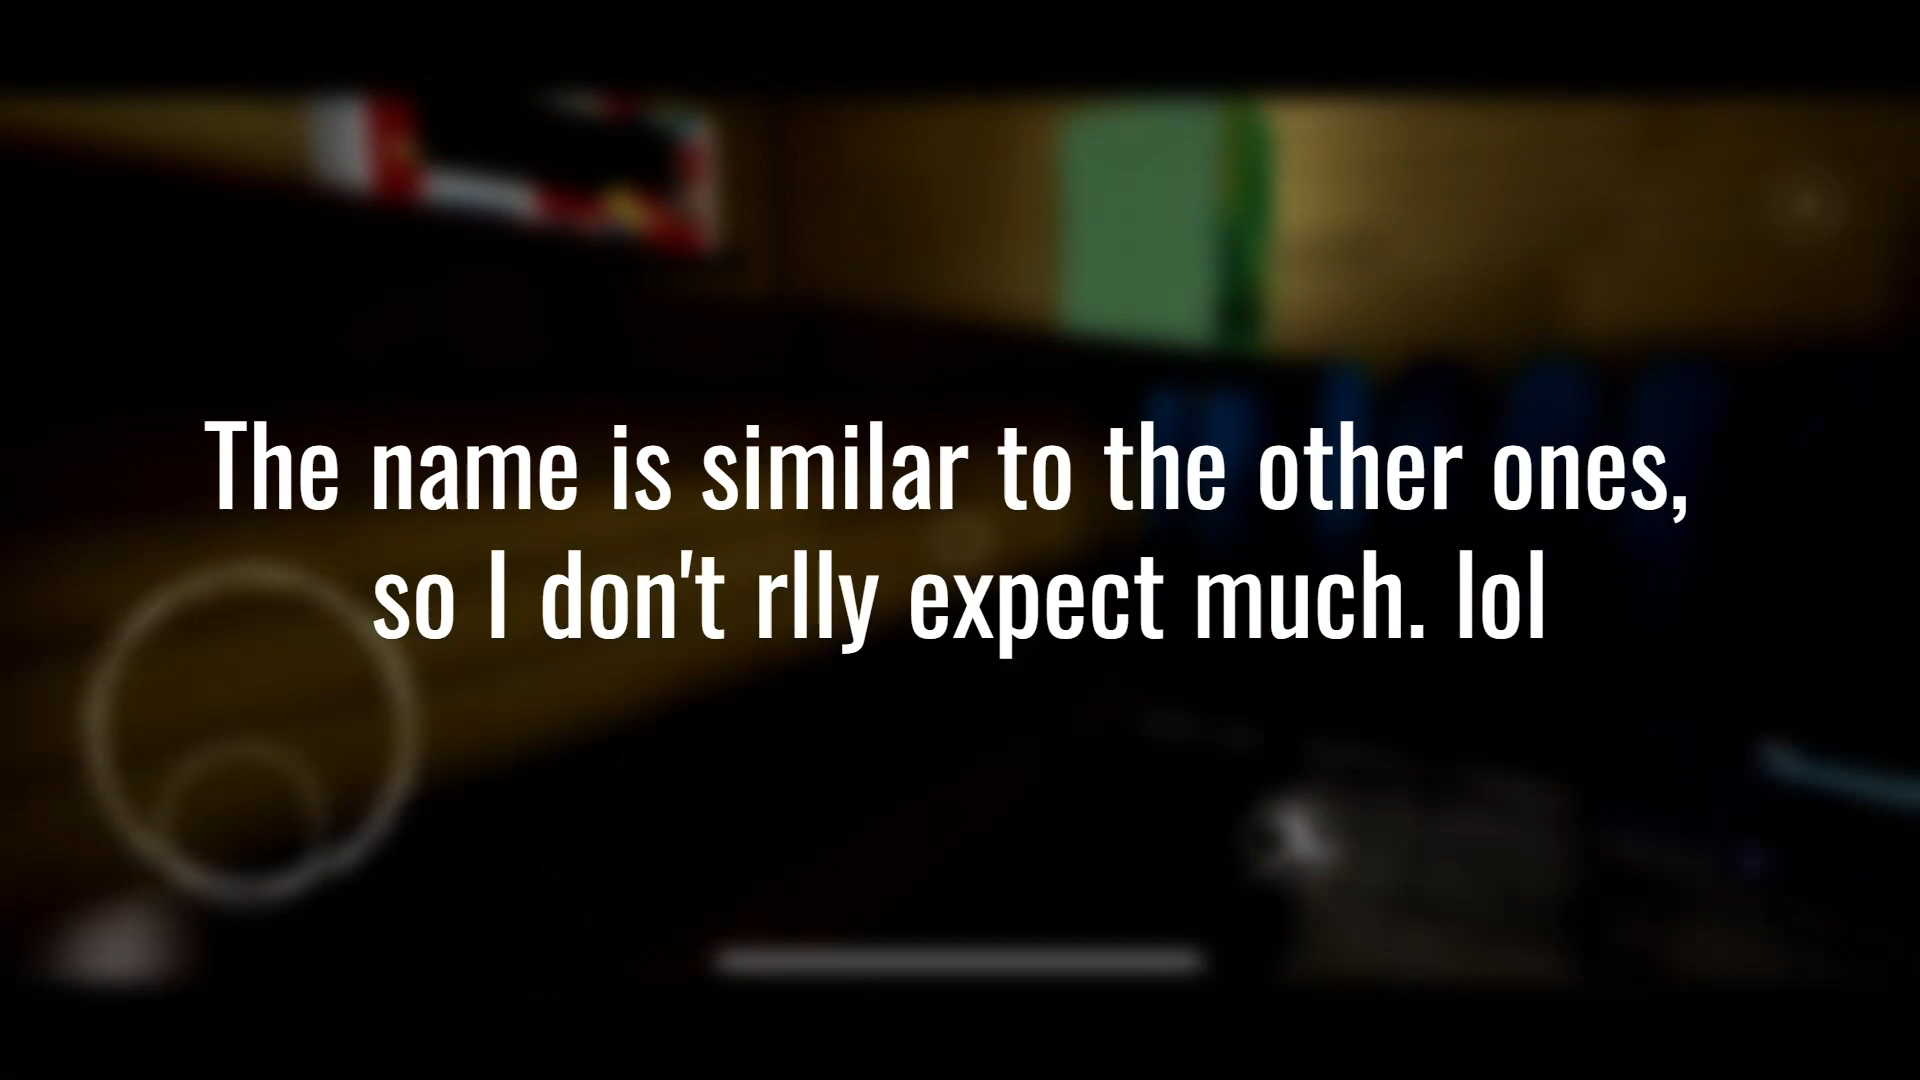 The name is similar to the other ones,
so I don't rlly expect much. lol